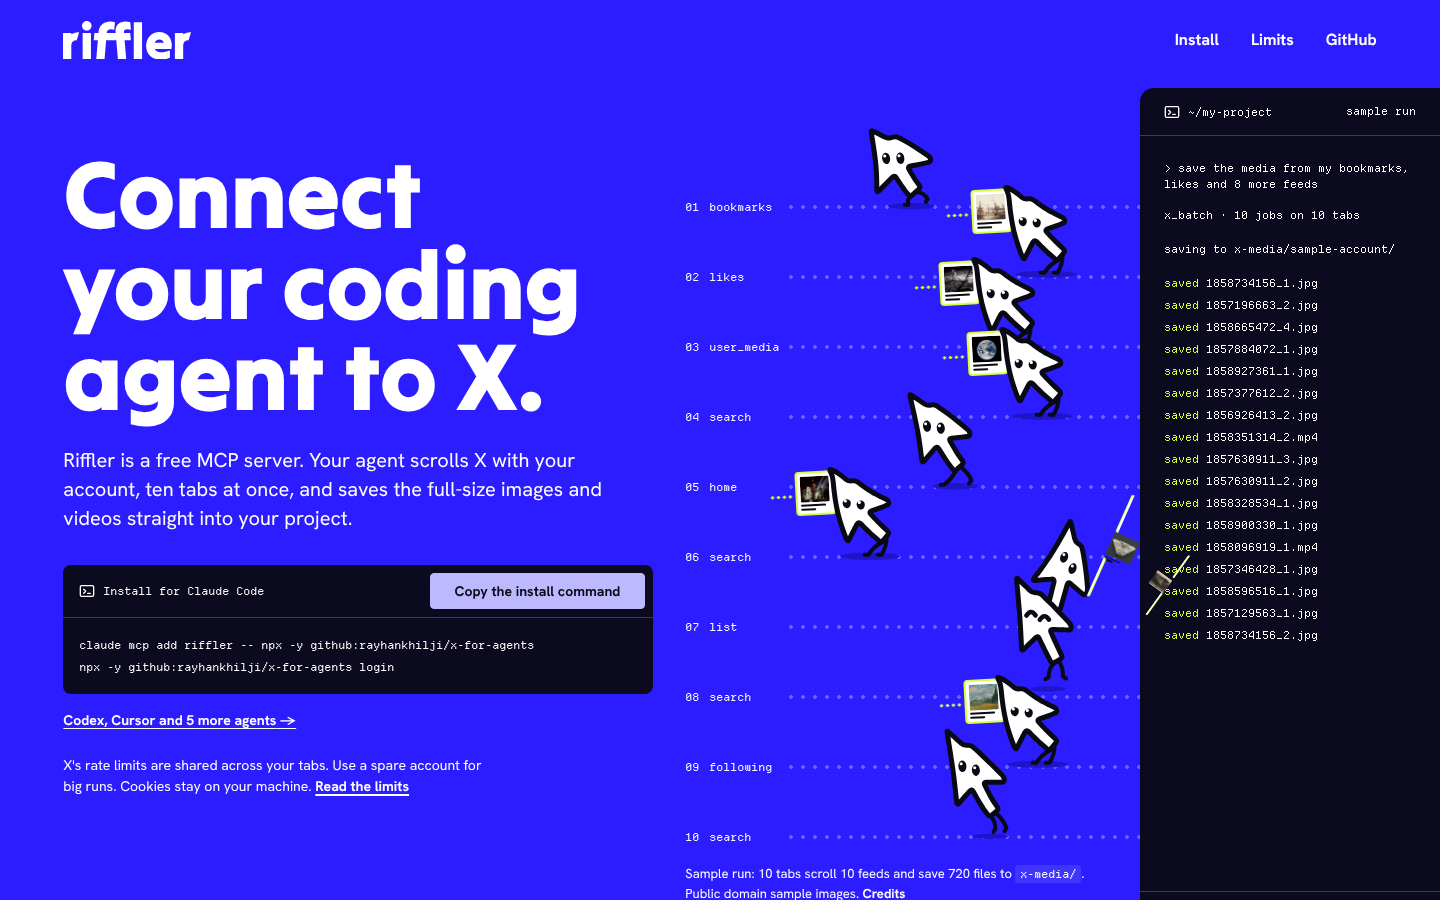 riffler
Install
Limits
GitHub
Connect
your coding
agent to X.
Riffler is a free MCP server. Your agent scrolls X with your
account, ten tabs at once, and saves the full-size images and
videos straight into your project.
Install for Claude Code
Copy the install command
claude mcp add riffler -- npx -y github:rayhankhilji/x-for-agents
npx -y github:rayhankhilji/x-for-agents login
Codex, Cursor and 5 more agents →
X's rate limits are shared across your tabs. Use a spare account for
big runs. Cookies stay on your machine. Read the limits
01 bookmarks
02 likes
03 user_media
04 search
05 home
06 search
07 list
08 search
09 following
10 search
Sample run: 10 tabs scroll 10 feeds and save 720 files to x-media/ .
Public domain sample images. Credits
~/my-project
sample run
> save the media from my bookmarks,
likes and 8 more feeds
x_batch · 10 jobs on 10 tabs
saving to x-media/sample-account/
saved 1858734156_1.jpg
saved 1857196663_2.jpg
saved 1858665472_4.jpg
saved 1857884072_1.jpg
saved 1858927361_1.jpg
saved 1857377612_2.jpg
saved 1856926413_2.jpg
saved 1858351314_2.mp4
saved 1857630911_3.jpg
saved 1857630911_2.jpg
saved 1858328534_1.jpg
saved 1858900330_1.jpg
saved 1858096919_1.mp4
saved 1857346428_1.jpg
saved 1858596516_1.jpg
saved 1857129563_1.jpg
saved 1858734156_2.jpg